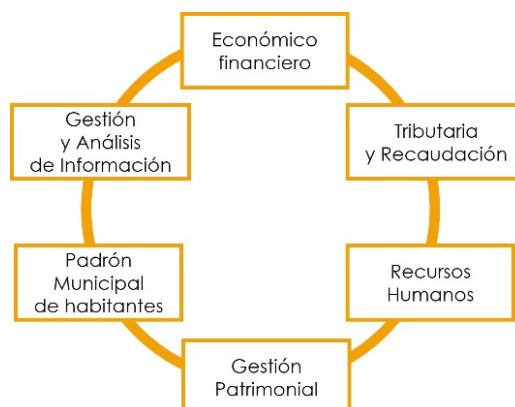 Económico
financiero
Gestión
y Análisis
de Información
Tributaria
y Recaudación
Padrón
Municipal
de habitantes
Recursos
Humanos
Gestión
Patrimonial